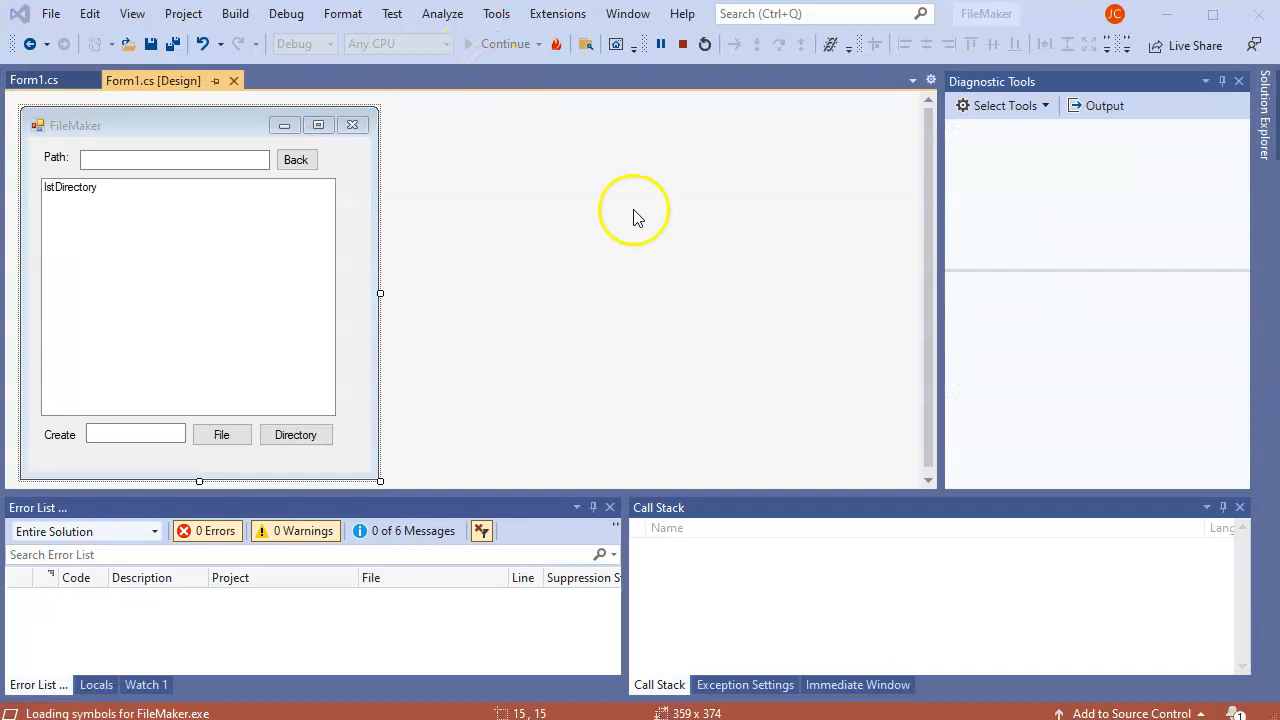 File Edit View Project Build Debug Format Test Analyze Tools Extensions Window Help Search (Ctrl+Q) FileMaker JC
Debug Any CPU Continue Live Share
Form1.cs Form1.cs [Design]
FileMaker
Path: Back
lstDirectory
Create File Directory
Diagnostic Tools
Select Tools Output
Solution Explorer
Error List ...
Entire Solution 0 Errors 0 Warnings 0 of 6 Messages
Search Error List
Code Description Project File Line Suppression S
Error List ... Locals Watch 1
Call Stack
Name Lang
Call Stack Exception Settings Immediate Window
Loading symbols for FileMaker.exe 15 , 15 359 x 374 Add to Source Control 1